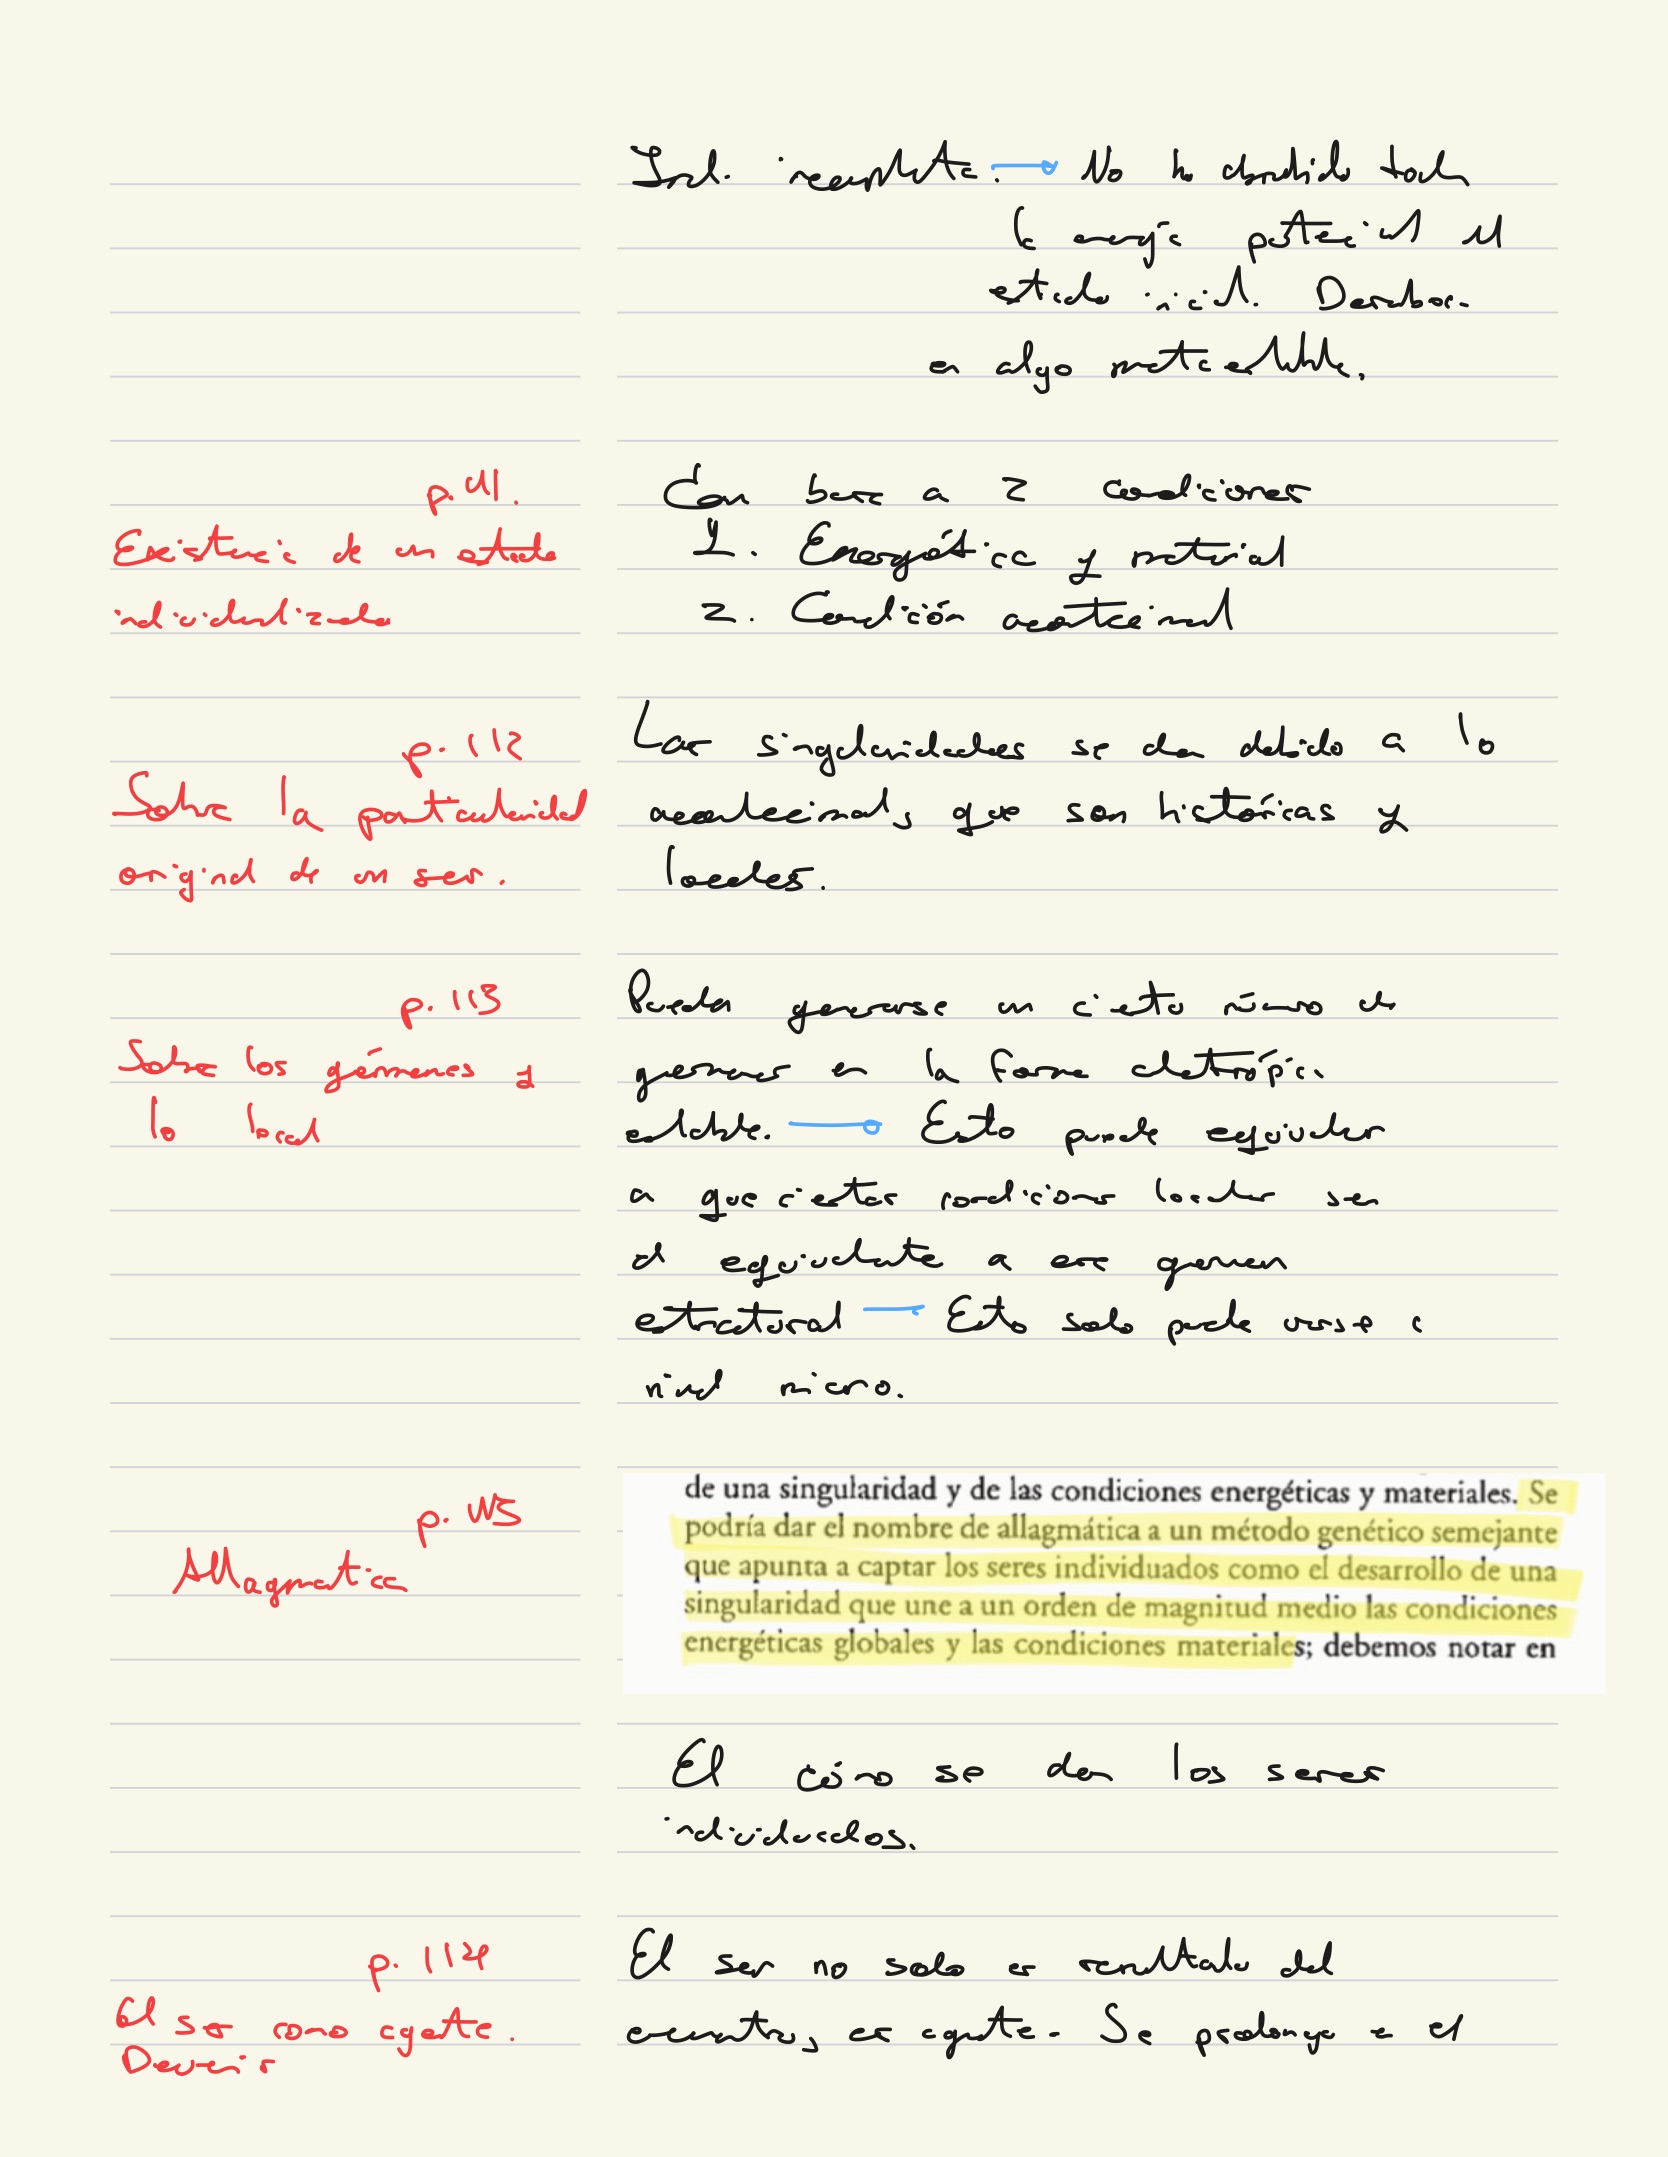 Ind. incompleta. → No ha absorbido toda
la energía potencial del
estado inicial. Desemboca
en algo metaestable.
p. 111.
Existencia de un estado
individualizado
Con base a 2 condiciones
1. Energética y material
2. Condición acontecimal
p. 112
Sobre la particularidad
original de un ser.
Las singularidades se dan debido a lo
acontecimal, que son históricas y
locales.
p. 113
Sobre los gérmenes y
lo local
Pueden generarse un cierto número de
germenes en la forma
estable. → Esto puede equivaler
a que ciertas condiciones locales sean
el equivalente a ese germen
estructural → Esto solo puede verse a
nivel micro.
p. 115
Allagmatica
de una singularidad y de las condiciones energéticas y materiales. Se
podría dar el nombre de allagmática a un método genético semejante
que apunta a captar los seres individuados como el desarrollo de una
singularidad que une a un orden de magnitud medio las condiciones
energéticas globales y las condiciones materiales; debemos notar en
El cómo se dan los seres
individuados.
p. 114
El ser como agente.
Devenir
El ser no solo es resultado del
encuentro, es agente. Se prolonga en el